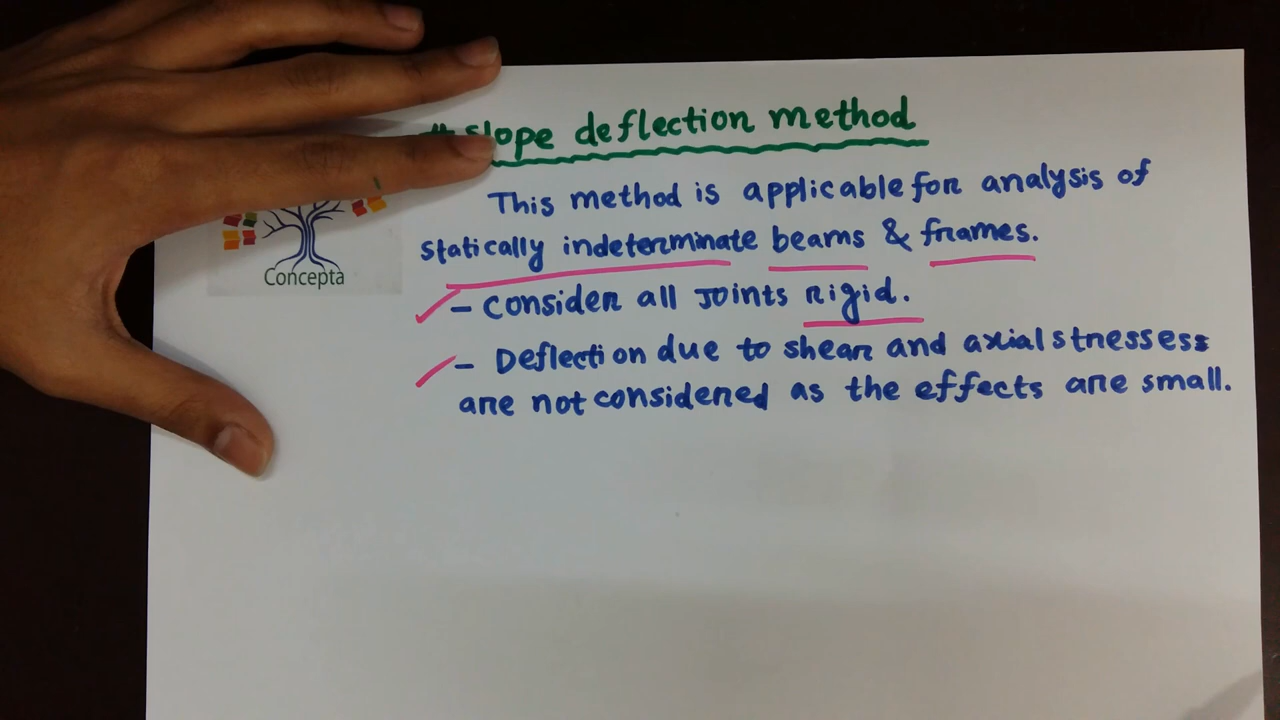 # slope deflection method
This method is applicable for analysis of
statically indeterminate beams & frames.
- Consider all Joints rigid.
- Deflection due to shear and axial stressess
are not considered as the effects are small.
Concepta